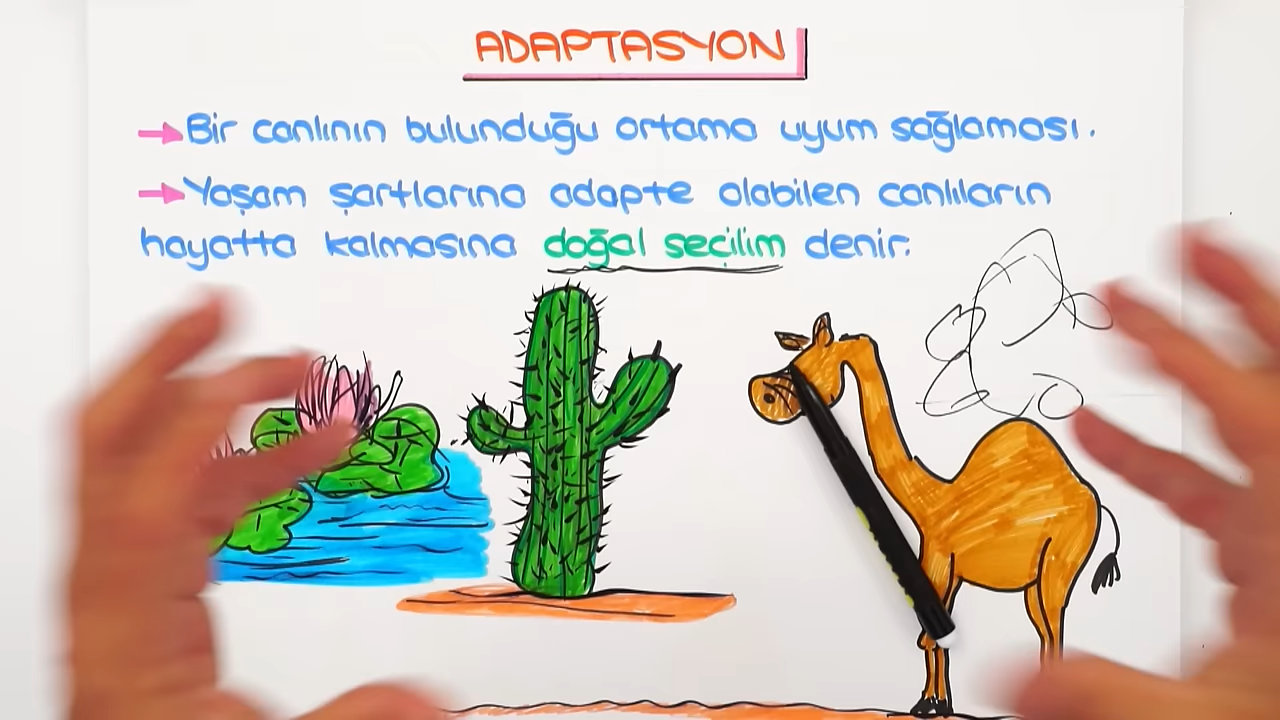 ADAPTASYON
→Bir canlının bulunduğu ortama uyum sağlaması.
→Yaşam şartlarına adapte olabilen canlıların
hayatta kalmasına doğal seçilim denir.